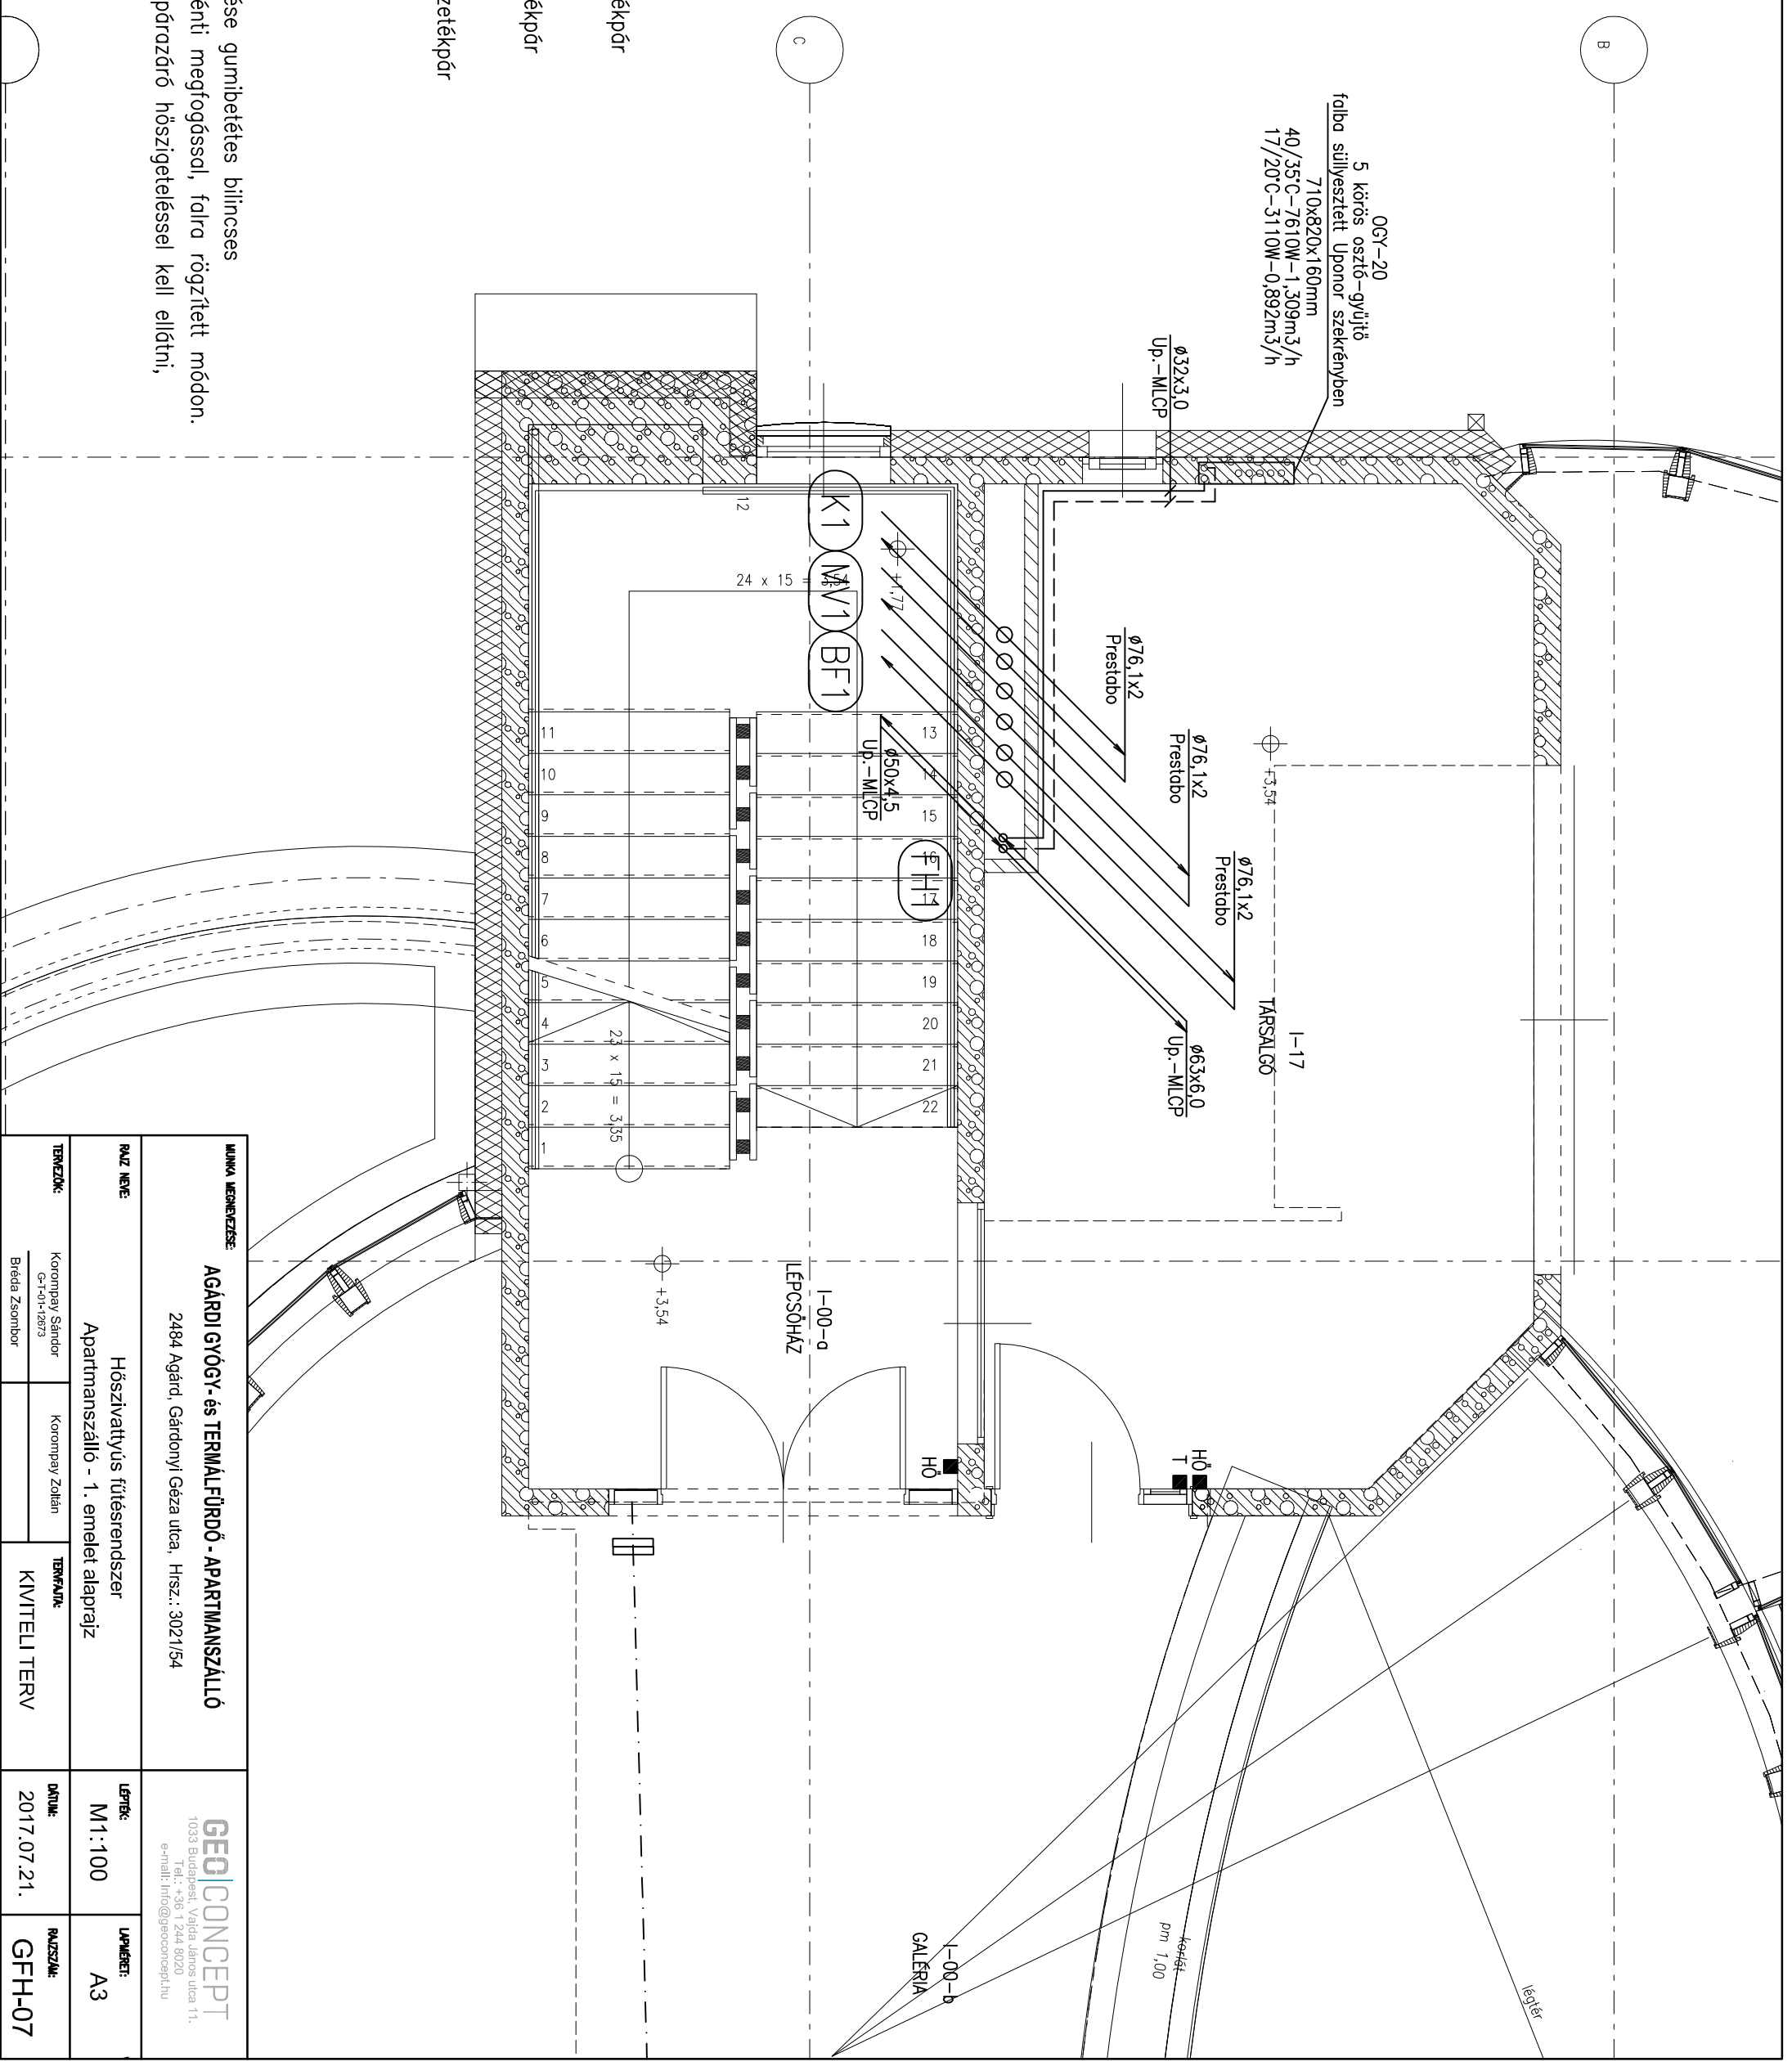 B
C
OGY-20
5 körös osztó-gyűjtő
falba süllyesztett Uponor szekrényben
710x820x160mm
40/35°C-7610W-1,309m3/h
17/20°C-3110W-0,892m3/h
ø32x3,0
Up.-MLCP
ø76,1x2
Prestabo
ø76,1x2
Prestabo
ø76,1x2
Prestabo
ø63x6,0
Up.-MLCP
ø50x4,5
Up.-MLCP
+3,54
I-17
TÁRSALGÓ
K1
MV1
BF1
FH
+1,77
24 x 15 = 3,54
12
13
14
15
16
17
18
19
20
21
22
11
10
9
8
7
6
5
4
3
2
1
23 x 15 = 3,35
I-00-a
LÉPCSŐHÁZ
+3,54
HŐ
HŐ
T
korlát
pm 1,00
légtér
I-00-b
GALÉRIA
ékpár
ékpár
zetékpár
ése gumibetétes bilincses
énti megfogással, falra rögzített módon.
párazáró hőszigeteléssel kell ellátni,
MUNKA MEGNEVEZÉSE:
AGÁRDI GYÓGY- és TERMÁLFÜRDŐ - APARTMANSZÁLLÓ
2484 Agárd, Gárdonyi Géza utca, Hrsz.: 3021/54
GEO|CONCEPT
1033 Budapest, Vajda János utca 11.
Tel.: +36 1 244 8020
e-mail: info@geoconcept.hu
RAJZ NEVE:
Hőszivattyús fűtésrendszer
Apartmanszálló - 1. emelet alaprajz
LÉPTÉK:
M1:100
LAPMÉRET:
A3
TERVEZŐK:
Korompay Sándor
G-T-01-12673
Bréda Zsombor
Korompay Zoltán
TERVFAJTA:
KIVITELI TERV
DÁTUM:
2017.07.21.
RAJZSZÁM:
GFH-07